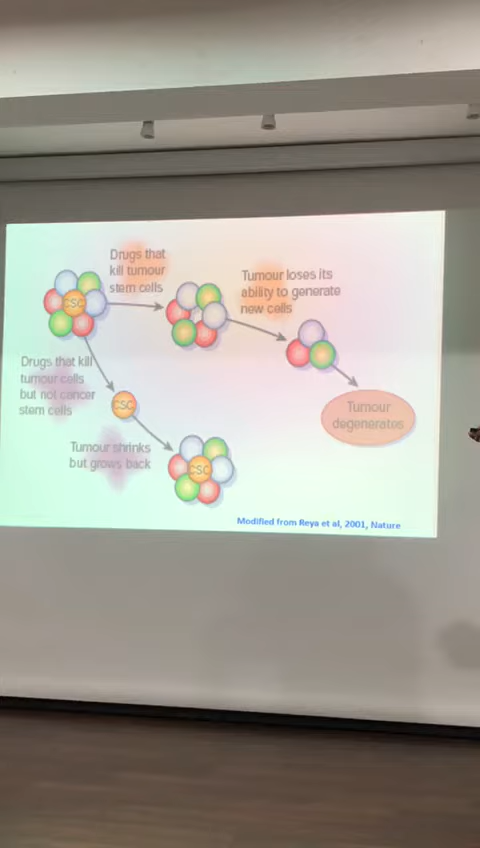 Drugs that
kill tumour
stem cells
Tumour loses its
ability to generate
new cells
CSC
Drugs that kill
tumour cells
but not cancer
stem cells
CSC
Tumour
degenerates
Tumour shrinks
but grows back
CSC
Modified from Reya et al, 2001, Nature